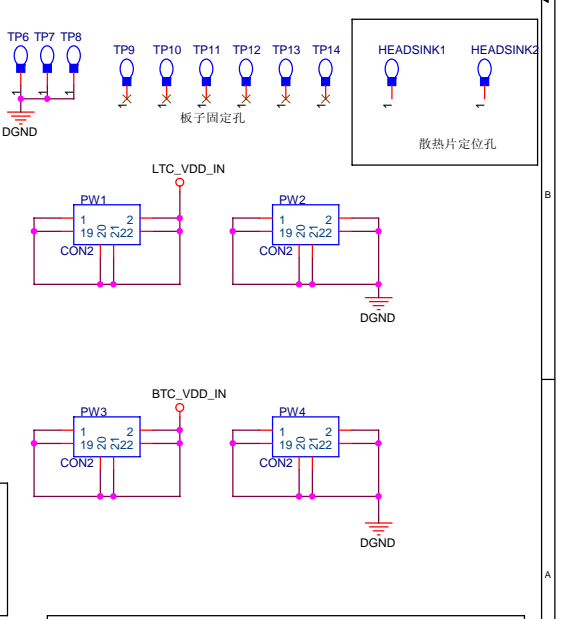 TP6 TP7 TP8
TP9 TP10 TP11 TP12 TP13 TP14
HEADSINK1 HEADSINK2
1 1 1
1 1 1 1 1 1
1 1
DGND
板子固定孔
散热片定位孔
LTC_VDD_IN
B
PW1
1 2
19 20 21 22
CON2
PW2
1 2
19 20 21 22
CON2
DGND
BTC_VDD_IN
PW3
1 2
19 20 21 22
CON2
PW4
1 2
19 20 21 22
CON2
DGND
A